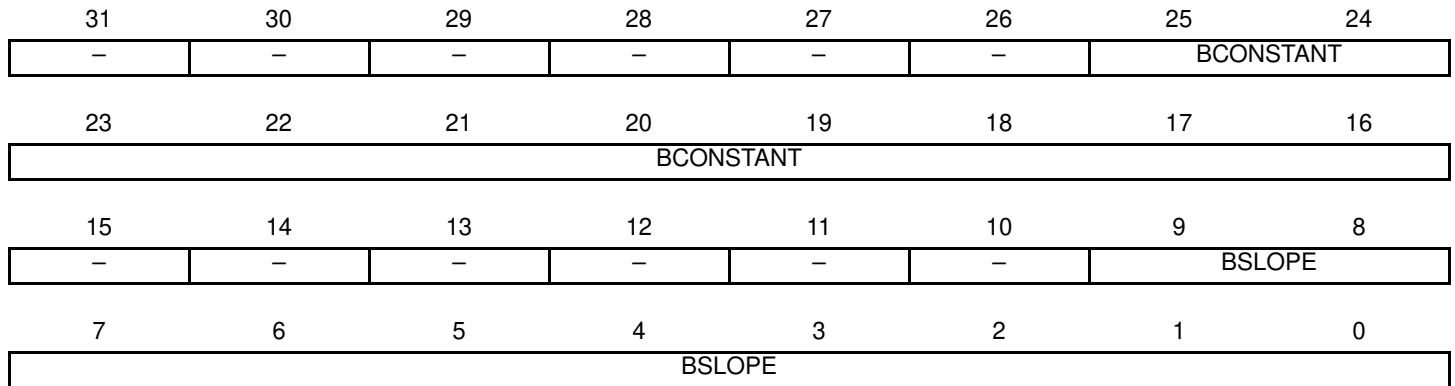 31 30 29 28 27 26 25 24
– – – – – – BCONSTANT
23 22 21 20 19 18 17 16
BCONSTANT
15 14 13 12 11 10 9 8
– – – – – – BSLOPE
7 6 5 4 3 2 1 0
BSLOPE